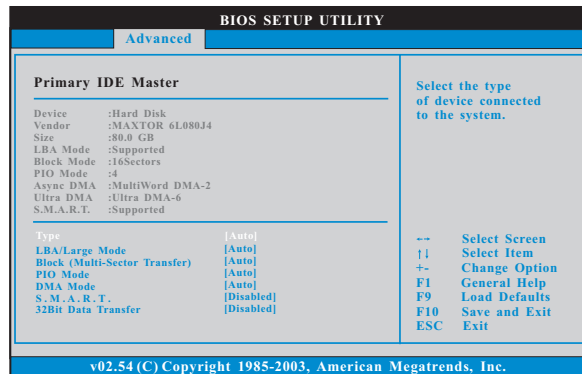 BIOS SETUP UTILITY
Advanced
Primary IDE Master
Device :Hard Disk
Vendor :MAXTOR 6L080J4
Size :80.0 GB
LBA Mode :Supported
Block Mode :16Sectors
PIO Mode :4
Async DMA :MultiWord DMA-2
Ultra DMA :Ultra DMA-6
S.M.A.R.T. :Supported
Type [Auto]
LBA/Large Mode [Auto]
Block (Multi-Sector Transfer) [Auto]
PIO Mode [Auto]
DMA Mode [Auto]
S.M.A.R.T. [Disabled]
32Bit Data Transfer [Disabled]
Select the type
of device connected
to the system.
←→ Select Screen
↑↓ Select Item
+- Change Option
F1 General Help
F9 Load Defaults
F10 Save and Exit
ESC Exit
v02.54 (C) Copyright 1985-2003, American Megatrends, Inc.